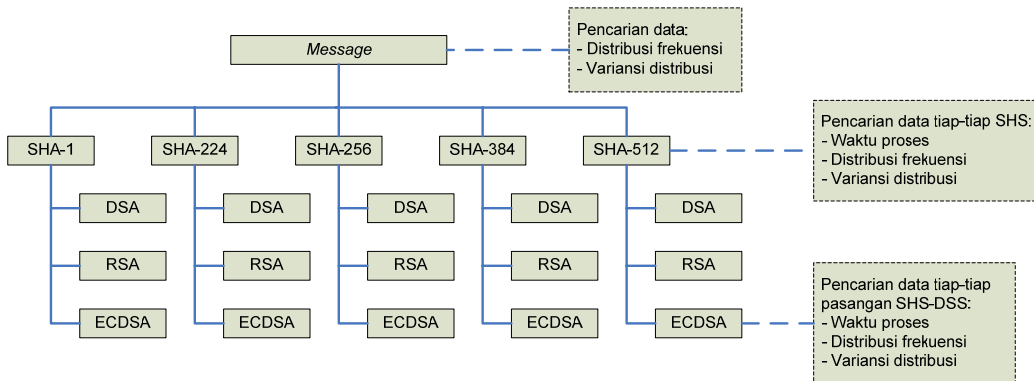 Message
Pencarian data:
- Distribusi frekuensi
- Variansi distribusi
SHA-1
SHA-224
SHA-256
SHA-384
SHA-512
Pencarian data tiap-tiap SHS:
- Waktu proses
- Distribusi frekuensi
- Variansi distribusi
DSA
DSA
DSA
DSA
DSA
RSA
RSA
RSA
RSA
RSA
ECDSA
ECDSA
ECDSA
ECDSA
ECDSA
Pencarian data tiap-tiap
pasangan SHS-DSS:
- Waktu proses
- Distribusi frekuensi
- Variansi distribusi